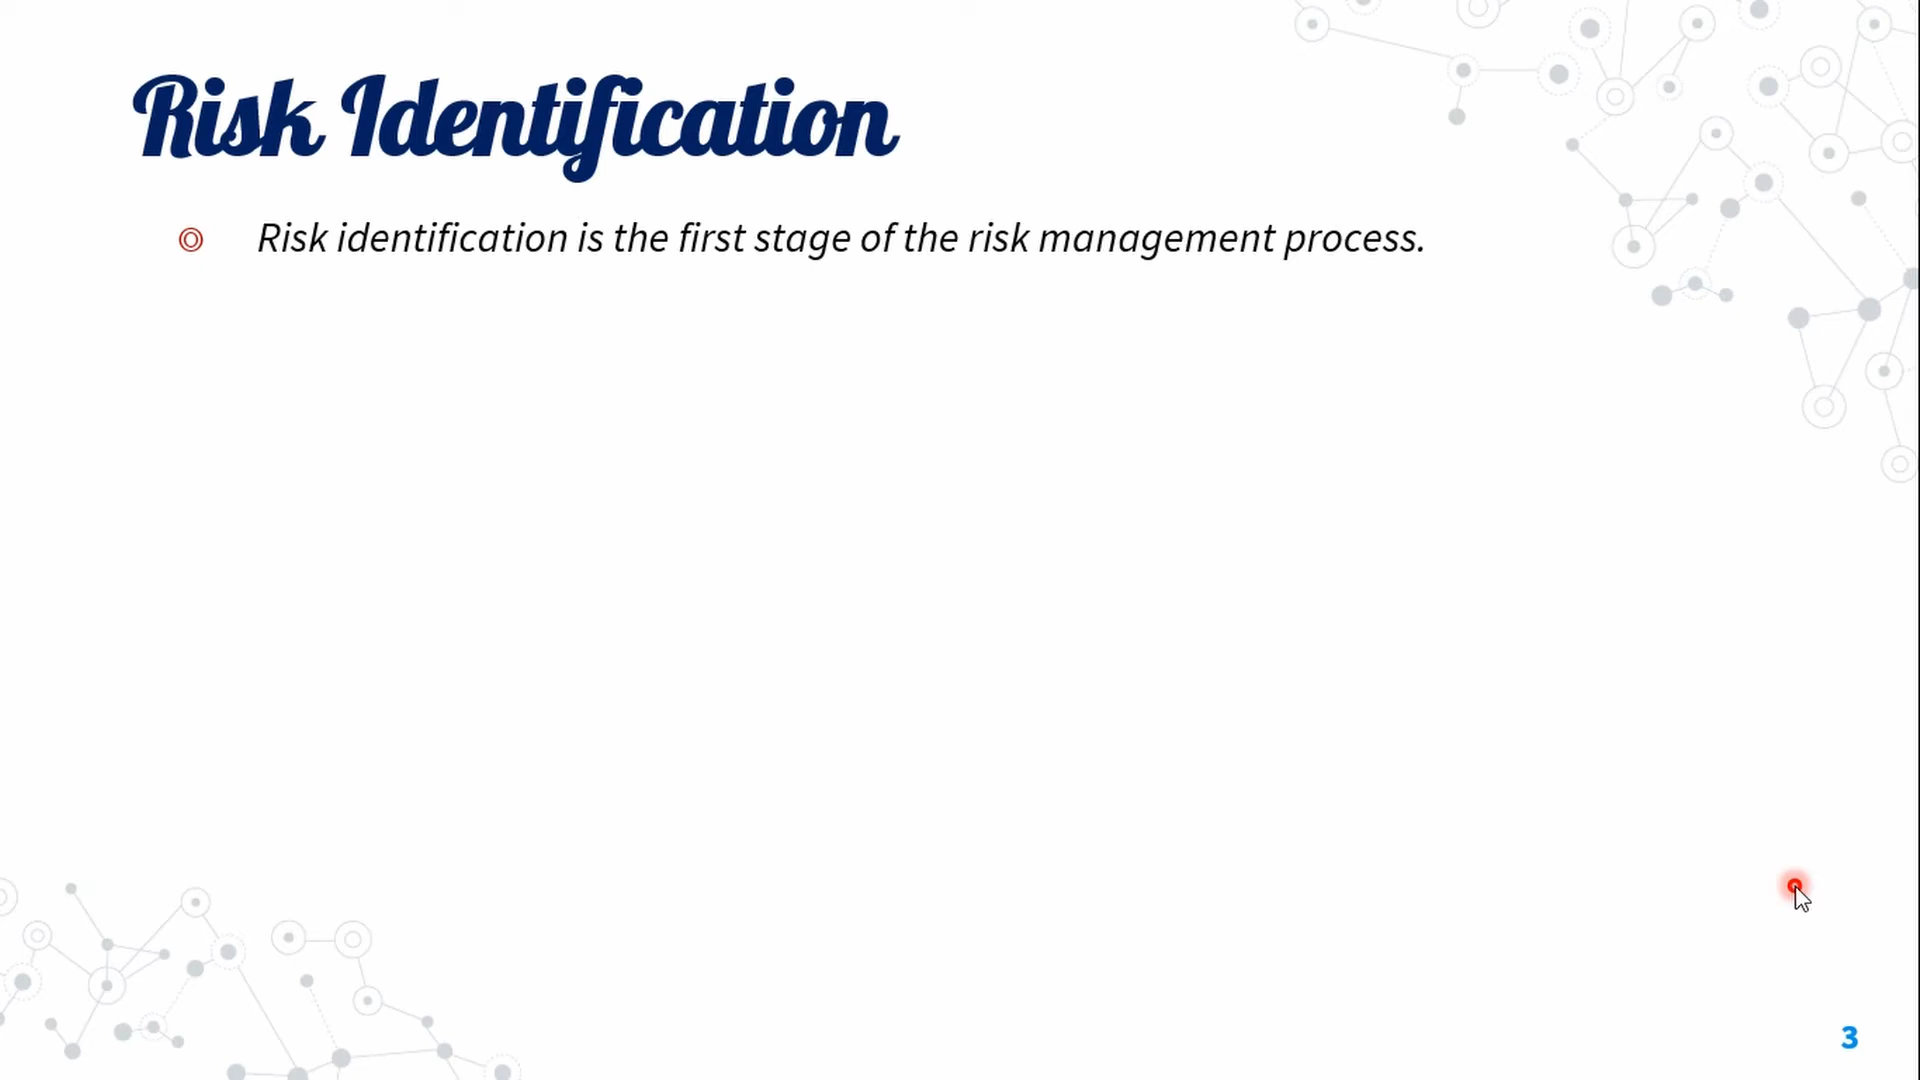 Risk Identification
Risk identification is the first stage of the risk management process.
3